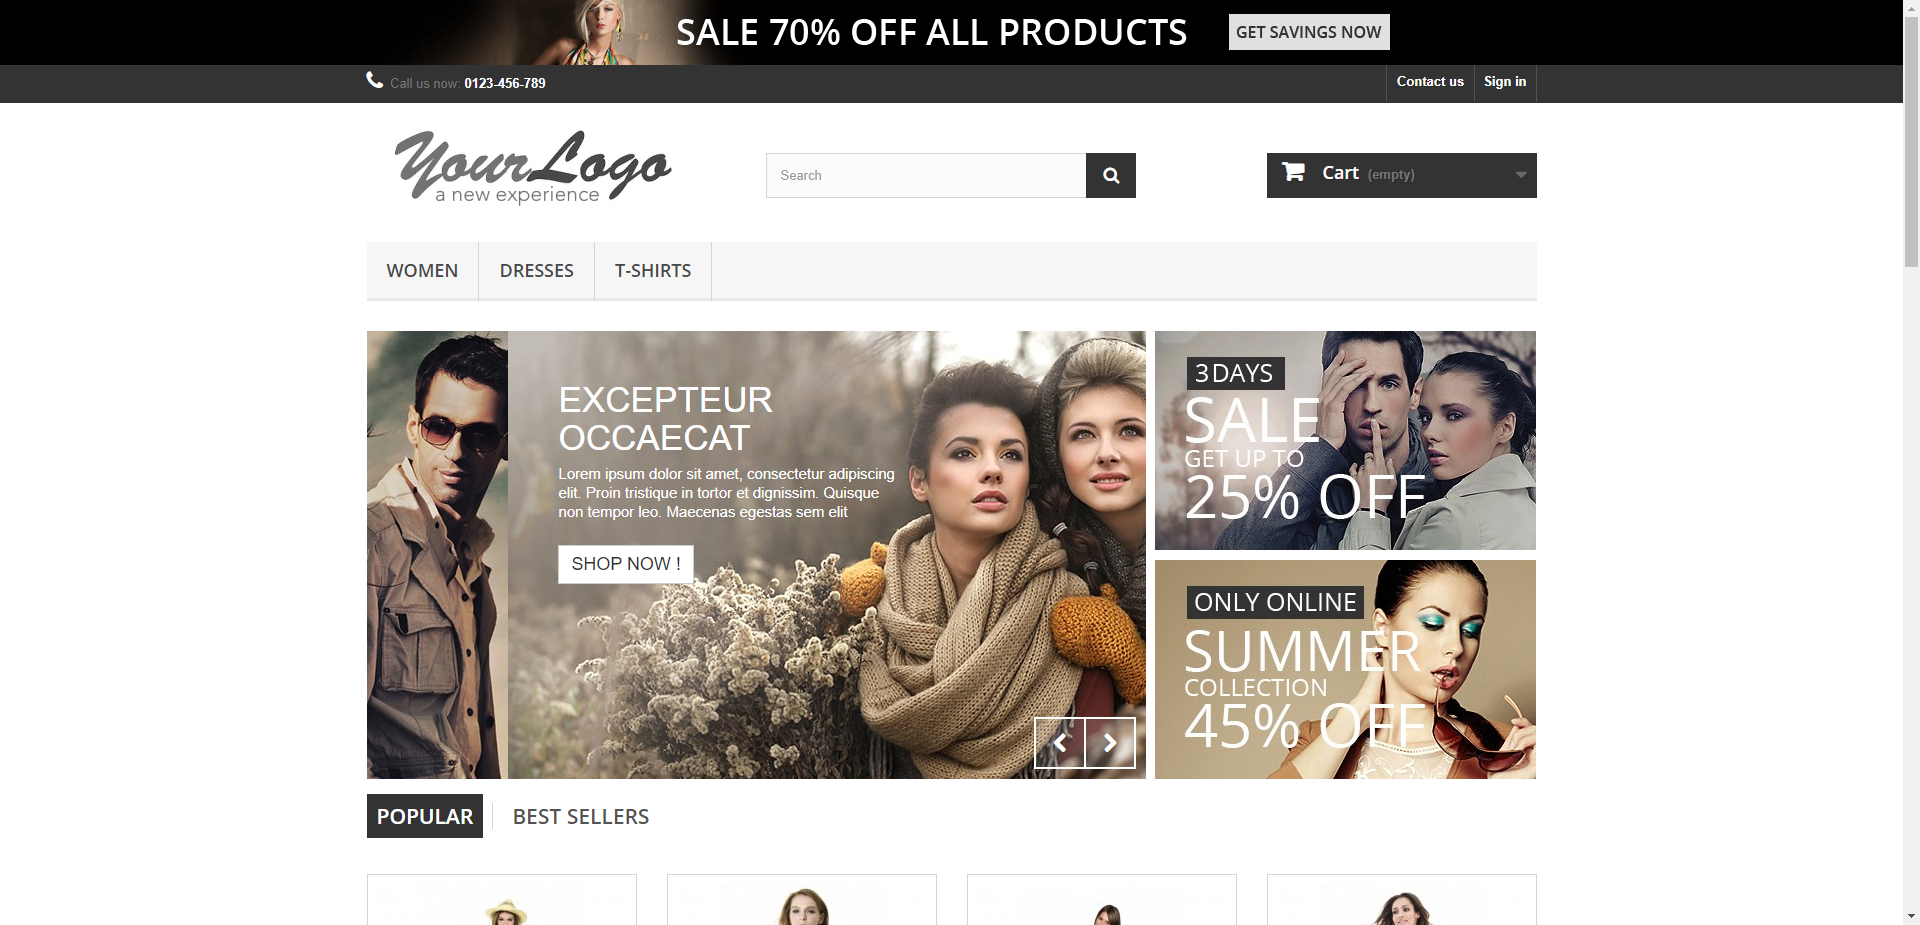 SALE 70% OFF ALL PRODUCTS
GET SAVINGS NOW
Call us now: 0123-456-789
Contact us
Sign in
YourLogo
a new experience
Search
Cart (empty)
WOMEN
DRESSES
T-SHIRTS
EXCEPTEUR
OCCAECAT
Lorem ipsum dolor sit amet, consectetur adipiscing
elit. Proin tristique in tortor et dignissim. Quisque
non tempor leo. Maecenas egestas sem elit
SHOP NOW !
3DAYS
SALE
GET UP TO
25% OFF
ONLY ONLINE
SUMMER
COLLECTION
45% OFF
POPULAR
BEST SELLERS